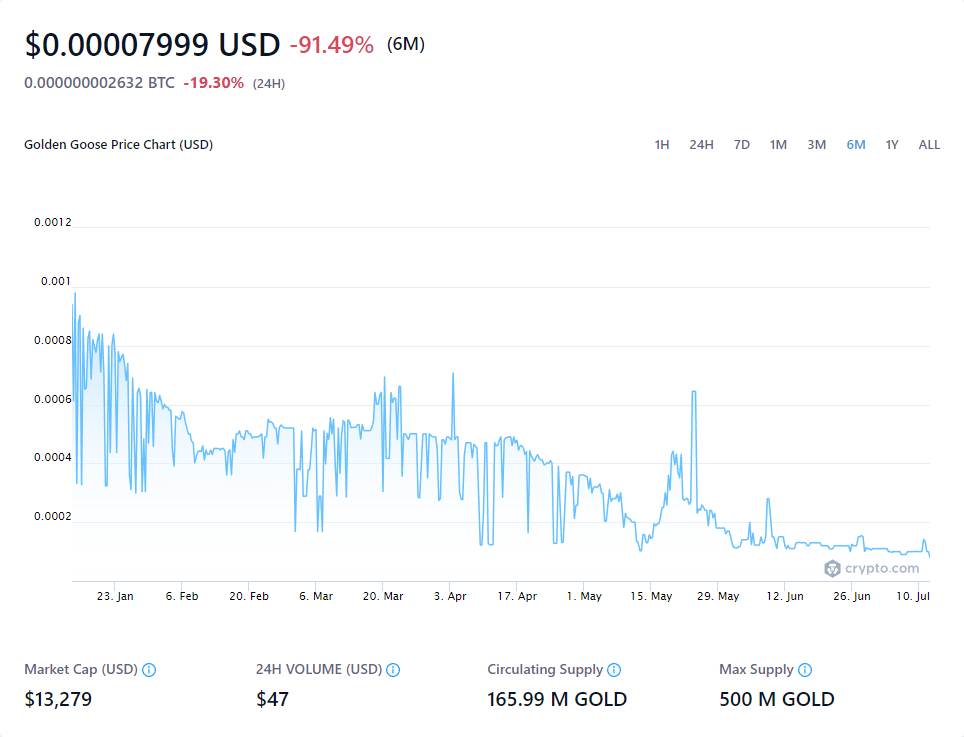 $0.00007999 USD -91.49% (6M)
0.000000002632 BTC -19.30% (24H)
Golden Goose Price Chart (USD) 1H 24H 7D 1M 3M 6M 1Y ALL
0.0012
0.001
0.0008
0.0006
0.0004
0.0002
crypto.com
23. Jan 6. Feb 20. Feb 6. Mar 20. Mar 3. Apr 17. Apr 1. May 15. May 29. May 12. Jun 26. Jun 10. Jul
Market Cap (USD) 24H VOLUME (USD) Circulating Supply Max Supply
$13,279 $47 165.99 M GOLD 500 M GOLD